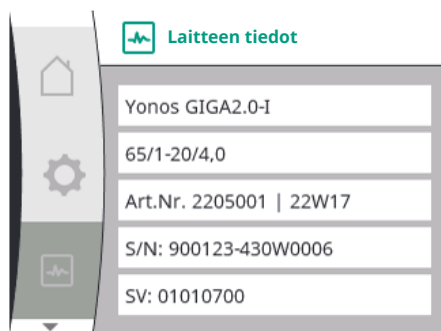 Laitteen tiedot
Yonos GIGA2.0-I
65/1-20/4,0
Art.Nr. 2205001 | 22W17
S/N: 900123-430W0006
SV: 01010700